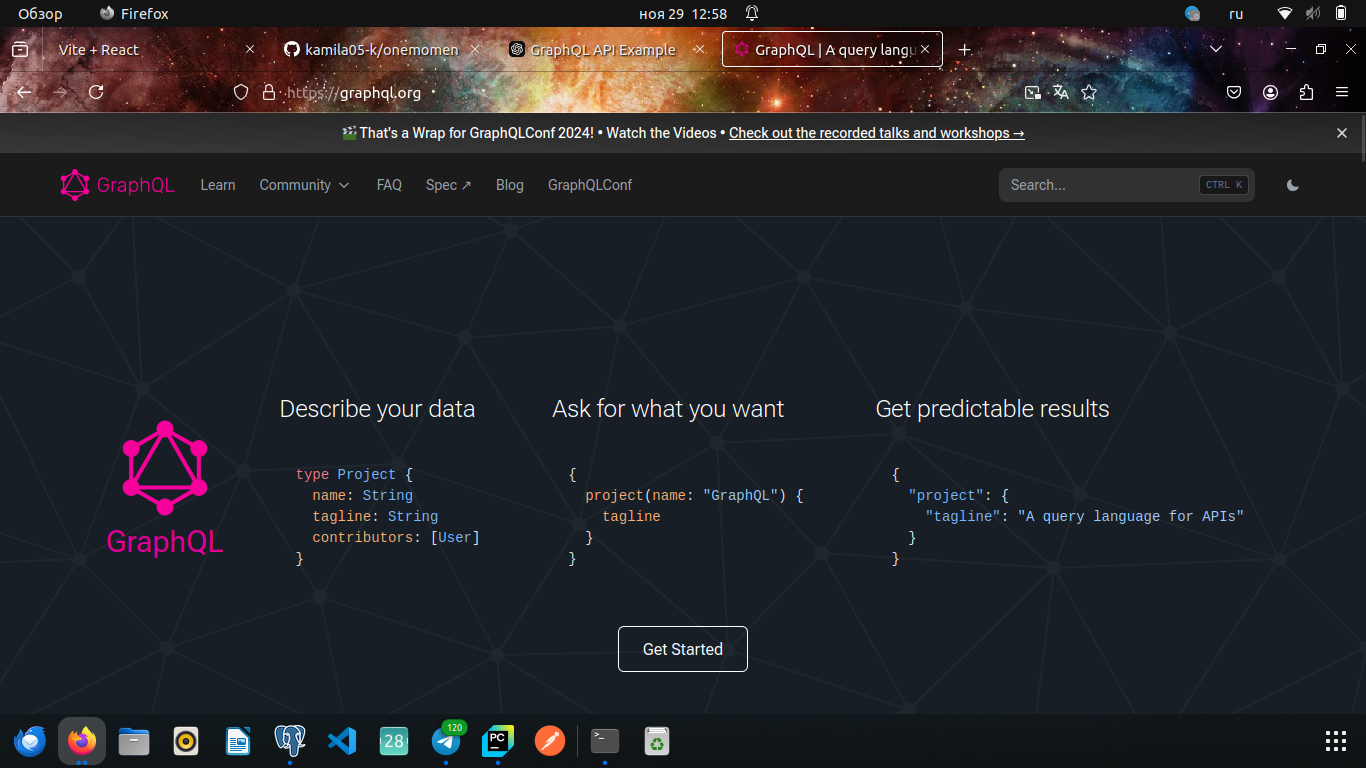 Обзор
Firefox
ноя 29 12:58
ru
Vite + React
kamila05-k/onemomen
GraphQL API Example
GraphQL | A query langu
https://graphql.org
That's a Wrap for GraphQLConf 2024! • Watch the Videos • Check out the recorded talks and workshops →
GraphQL
Learn
Community
FAQ
Spec ↗
Blog
GraphQLConf
Search...
CTRL K
GraphQL
Describe your data
type Project {
  name: String
  tagline: String
  contributors: [User]
}
Ask for what you want
{
  project(name: "GraphQL") {
    tagline
  }
}
Get predictable results
{
  "project": {
    "tagline": "A query language for APIs"
  }
}
Get Started
28
120
PC
>_